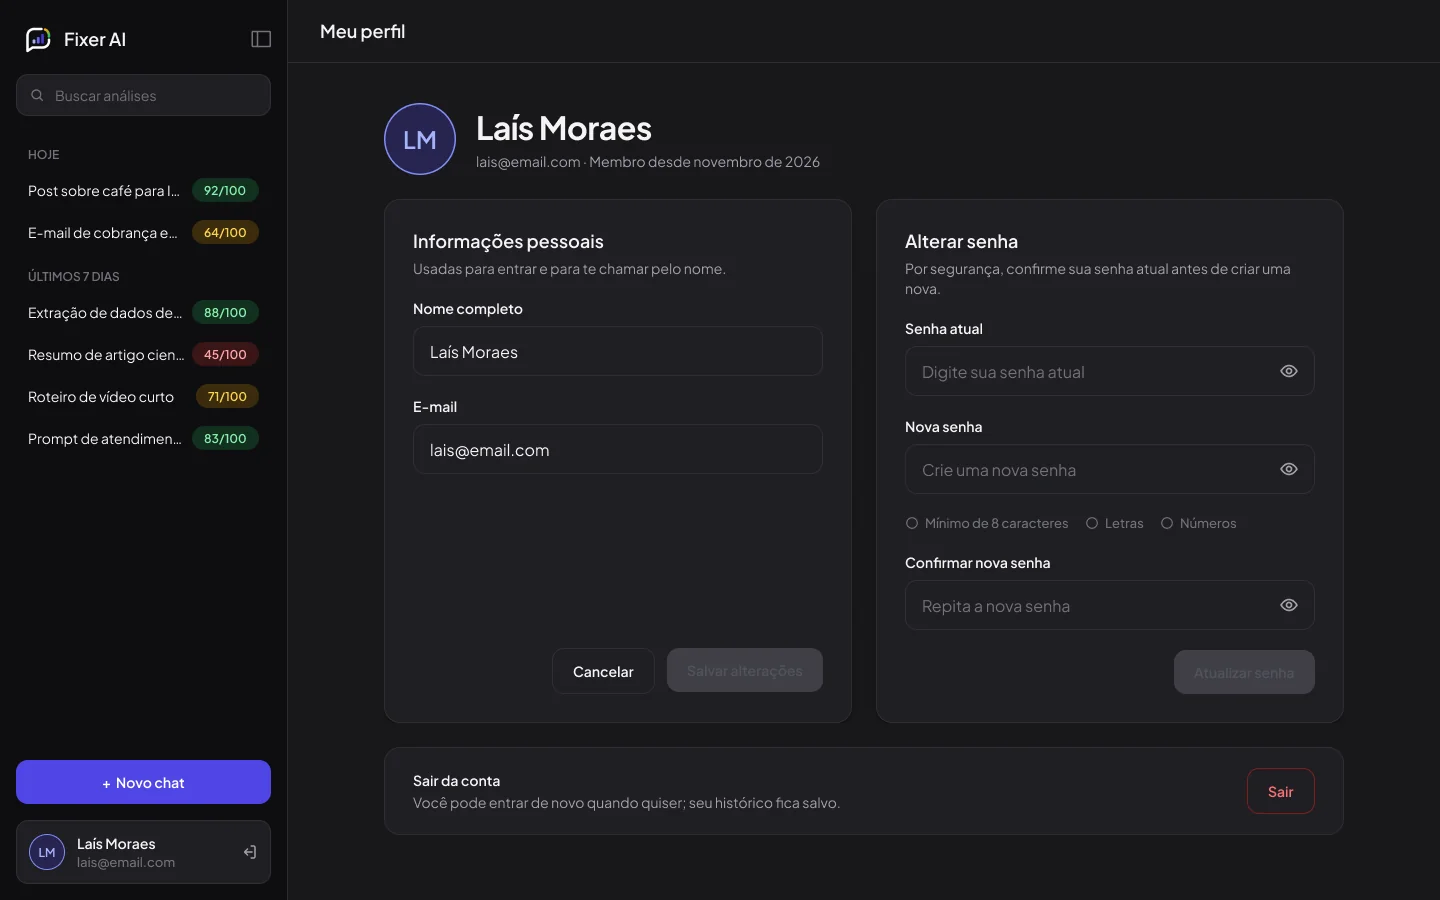 Fixer AI
Buscar análises
HOJE
Post sobre café para I... 92/100
E-mail de cobrança e... 64/100
ÚLTIMOS 7 DIAS
Extração de dados de... 88/100
Resumo de artigo cien... 45/100
Roteiro de vídeo curto 71/100
Prompt de atendimen... 83/100
+ Novo chat
LM
Laís Moraes
lais@email.com
Meu perfil
LM
Laís Moraes
lais@email.com · Membro desde novembro de 2026
Informações pessoais
Usadas para entrar e para te chamar pelo nome.
Nome completo
Laís Moraes
E-mail
lais@email.com
Cancelar
Salvar alterações
Alterar senha
Por segurança, confirme sua senha atual antes de criar uma
nova.
Senha atual
Digite sua senha atual
Nova senha
Crie uma nova senha
Mínimo de 8 caracteres
Letras
Números
Confirmar nova senha
Repita a nova senha
Atualizar senha
Sair da conta
Você pode entrar de novo quando quiser; seu histórico fica salvo.
Sair